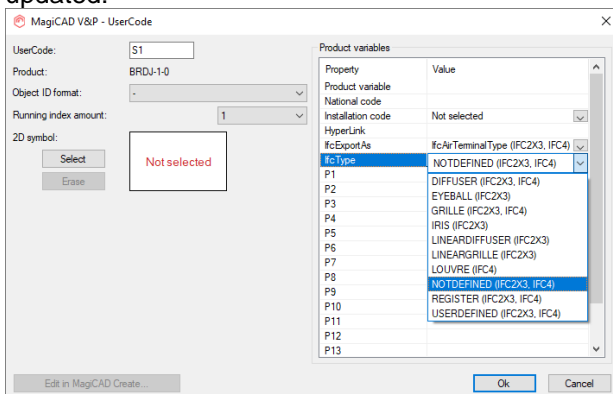 updated.
MagiCAD V&P - UserCode
UserCode: S1
Product: BRDJ-1-0
Object ID format: -
Running index amount: 1
2D symbol:
Select
Not selected
Erase
Edit in MagiCAD Create...
Product variables
Property Value
Product variable
National code
Installation code Not selected
HyperLink
IfcExportAs IfcAirTerminalType (IFC2X3, IFC4)
IfcType NOTDEFINED (IFC2X3, IFC4)
P1
P2
P3
P4
P5
P6
P7
P8
P9
P10
P11
P12
P13
DIFFUSER (IFC2X3, IFC4)
EYEBALL (IFC2X3)
GRILLE (IFC2X3, IFC4)
IRIS (IFC2X3)
LINEARDIFFUSER (IFC2X3)
LINEARGRILLE (IFC2X3)
LOUVRE (IFC4)
NOTDEFINED (IFC2X3, IFC4)
REGISTER (IFC2X3, IFC4)
USERDEFINED (IFC2X3, IFC4)
Ok Cancel